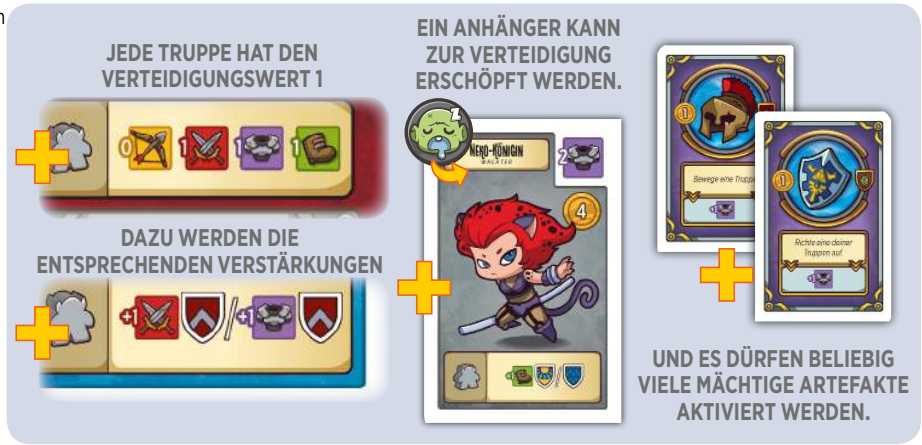 JEDE TRUPPE HAT DEN
VERTEIDIGUNGSWERT 1
0 1 1 1
DAZU WERDEN DIE
ENTSPRECHENDEN VERSTÄRKUNGEN
+1 / +1
EIN ANHÄNGER KANN
ZUR VERTEIDIGUNG
ERSCHÖPFT WERDEN.
Z
NEKO-KÖNIGIN
2
4
/
1
Bewege eine Truppe
1
Richte eine deiner
Truppen auf.
UND ES DÜRFEN BELIEBIG
VIELE MÄCHTIGE ARTEFAKTE
AKTIVIERT WERDEN.